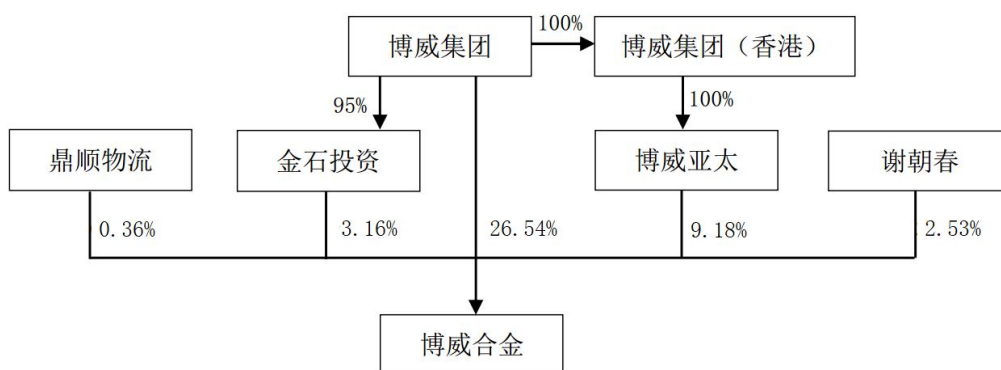 博威集团
100%
博威集团（香港）
95%
100%
鼎顺物流
金石投资
博威亚太
谢朝春
0.36%
3.16%
26.54%
9.18%
2.53%
博威合金